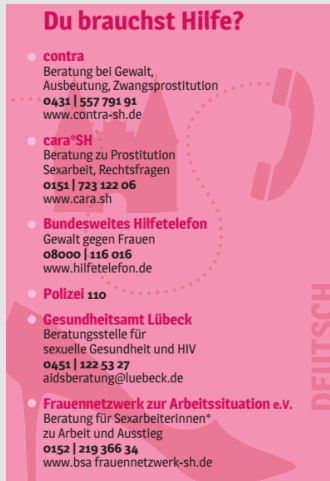 Du brauchst Hilfe?
contra
Beratung bei Gewalt,
Ausbeutung, Zwangsprostitution
0431 | 557 791 91
www.contra-sh.de
cara*SH
Beratung zu Prostitution
Sexarbeit, Rechtsfragen
0151 | 723 122 06
www.cara.sh
Bundesweites Hilfetelefon
Gewalt gegen Frauen
08000 | 116 016
www.hilfetelefon.de
Polizei 110
Gesundheitsamt Lübeck
Beratungsstelle für
sexuelle Gesundheit und HIV
0451 | 122 53 27
aidsberatung@luebeck.de
Frauennetzwerk zur Arbeitssituation e.V.
Beratung für Sexarbeiterinnen*
zu Arbeit und Ausstieg
0152 | 219 366 34
www.bsa frauennetzwerk-sh.de
DEUTSCH